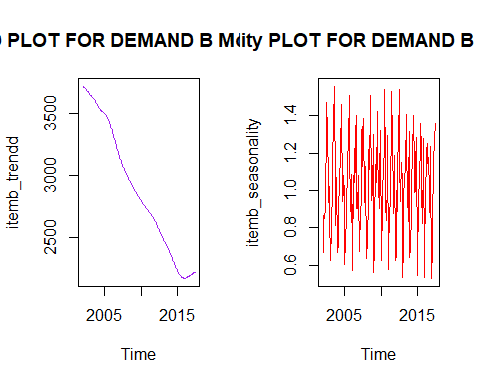 PLOT FOR DEMAND B
ity PLOT FOR DEMAND B
itemb_trendd
3500
3000
2500
2005
2015
Time
itemb_seasonality
1.4
1.2
1.0
0.8
0.6
2005
2015
Time